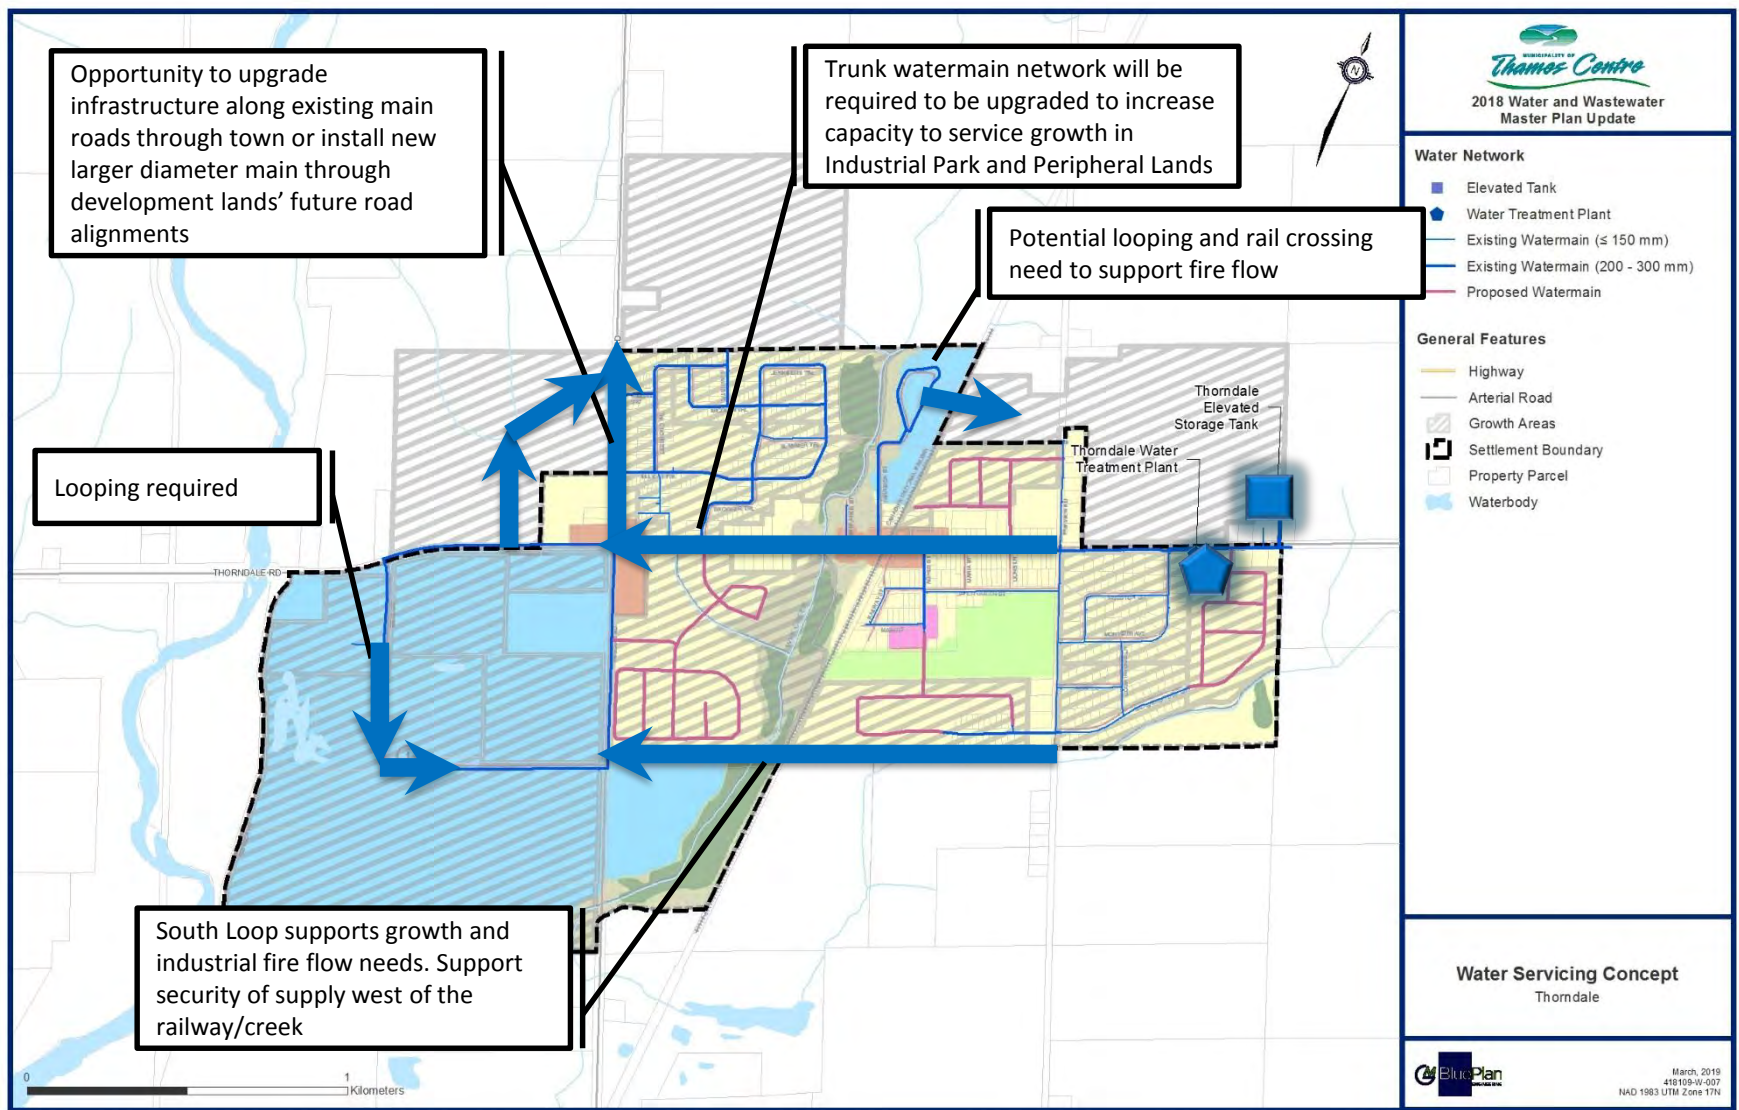 Opportunity to upgrade
infrastructure along existing main
roads through town or install new
larger diameter main through
development lands’ future road
alignments
Trunk watermain network will be
required to be upgraded to increase
capacity to service growth in
Industrial Park and Peripheral Lands
Potential looping and rail crossing
need to support fire flow
Looping required
South Loop supports growth and
industrial fire flow needs. Support
security of supply west of the
railway/creek
Thorndale
Elevated
Storage Tank
Thorndale Water
Treatment Plant
THORNDALE RD
N
0 1
Kilometers
MUNICIPALITY OF
Thames Centre
2018 Water and Wastewater
Master Plan Update
Water Network
Elevated Tank
Water Treatment Plant
Existing Watermain (≤ 150 mm)
Existing Watermain (200 - 300 mm)
Proposed Watermain
General Features
Highway
Arterial Road
Growth Areas
Settlement Boundary
Property Parcel
Waterbody
Water Servicing Concept
Thorndale
GM BluePlan
ENGINEERING
March, 2019
418109-W-007
NAD 1983 UTM Zone 17N